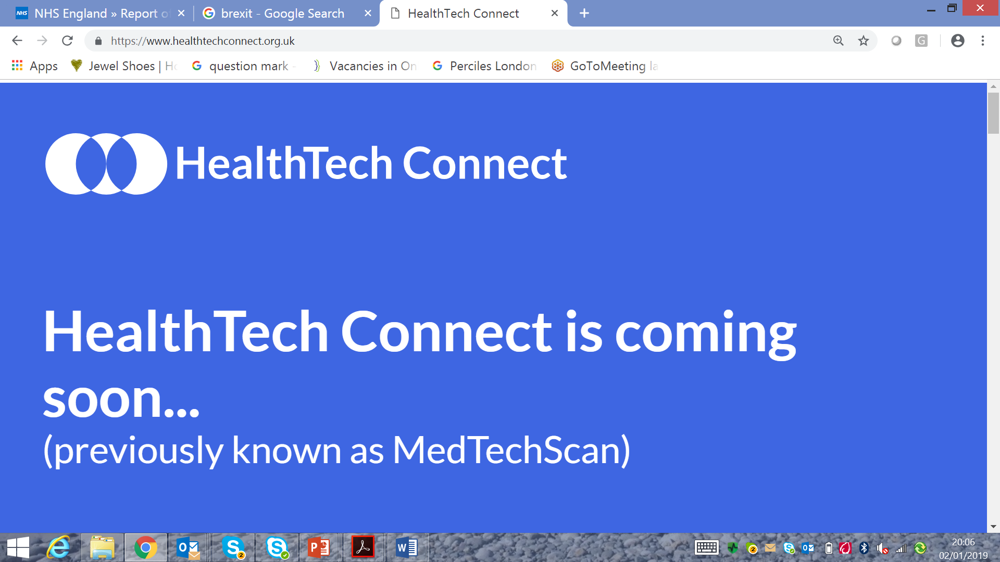 NHS England » Report of
brexit - Google Search
HealthTech Connect
https://www.healthtechconnect.org.uk
Apps
Jewel Shoes | Ho
question mark -
Vacancies in On
Perciles London
GoToMeeting la
HealthTech Connect
HealthTech Connect is coming
soon...
(previously known as MedTechScan)
20:06
02/01/2019